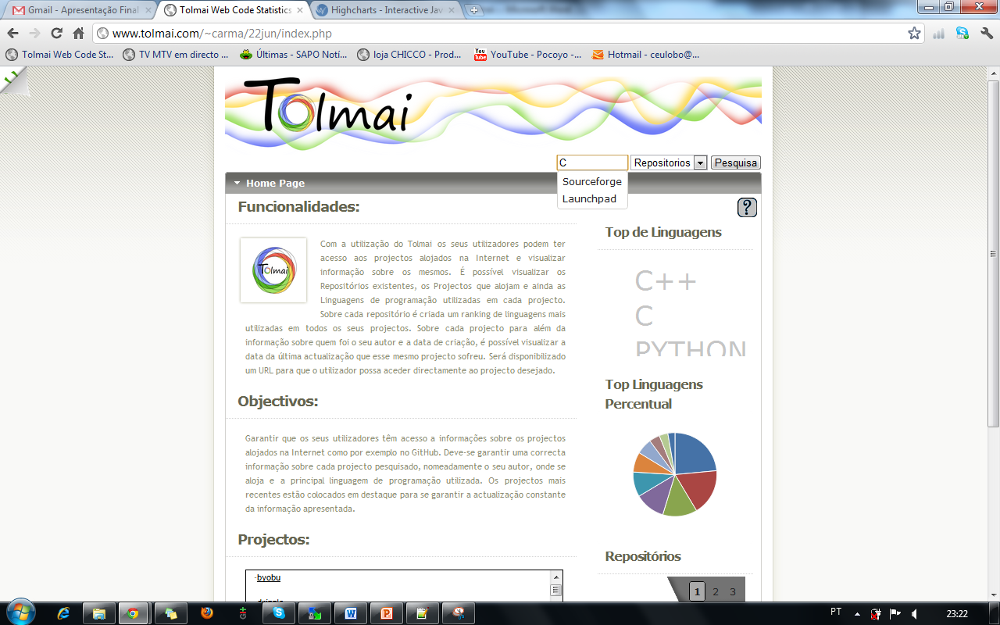 Gmail - Apresentação Final
Tolmai Web Code Statistics
Highcharts - Interactive Jav
www.tolmai.com/~carma/22jun/index.php
Tolmai Web Code St...
TV MTV em directo ...
Últimas - SAPO Notí...
loja CHICCO - Prod...
YouTube - Pocoyo -...
Hotmail - ceulobo@...
Tolmai
C
Repositorios
Pesquisa
Sourceforge
Launchpad
Home Page
Funcionalidades:
Tolmai
Com a utilização do Tolmai os seus utilizadores podem ter
acesso aos projectos alojados na Internet e visualizar
informação sobre os mesmos. É possível visualizar os
Repositórios existentes, os Projectos que alojam e ainda as
Linguagens de programação utilizadas em cada projecto.
Sobre cada repositório é criada um ranking de linguagens mais
utilizadas em todos os seus projectos. Sobre cada projecto para além da
informação sobre quem foi o seu autor e a data de criação, é possível visualizar a
data da última actualização que esse mesmo projecto sofreu. Será disponibilizado
um URL para que o utilizador possa aceder directamente ao projecto desejado.
Objectivos:
Garantir que os seus utilizadores têm acesso a informações sobre os projectos
alojados na Internet como por exemplo no GitHub. Deve-se garantir uma correcta
informação sobre cada projecto pesquisado, nomeadamente o seu autor, onde se
aloja e a principal linguagem de programação utilizada. Os projectos mais
recentes estão colocados em destaque para se garantir a actualização constante
da informação apresentada.
Projectos:
-byobu
?
Top de Linguagens
C++
C
PYTHON
Top Linguagens
Percentual
Repositórios
1 2 3
PT
23:22